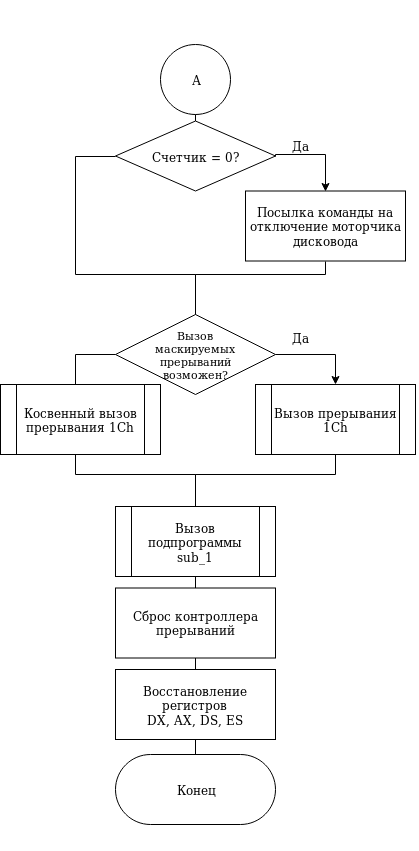 А
Счетчик = 0?
Да
Посылка команды на
отключение моторчика
дисковода
Вызов
маскируемых
прерываний
возможен?
Да
Косвенный вызов
прерывания 1Ch
Вызов прерывания
1Ch
Вызов
подпрограммы
sub_1
Сброс контроллера
прерываний
Восстановление
регистров
DX, AX, DS, ES
Конец